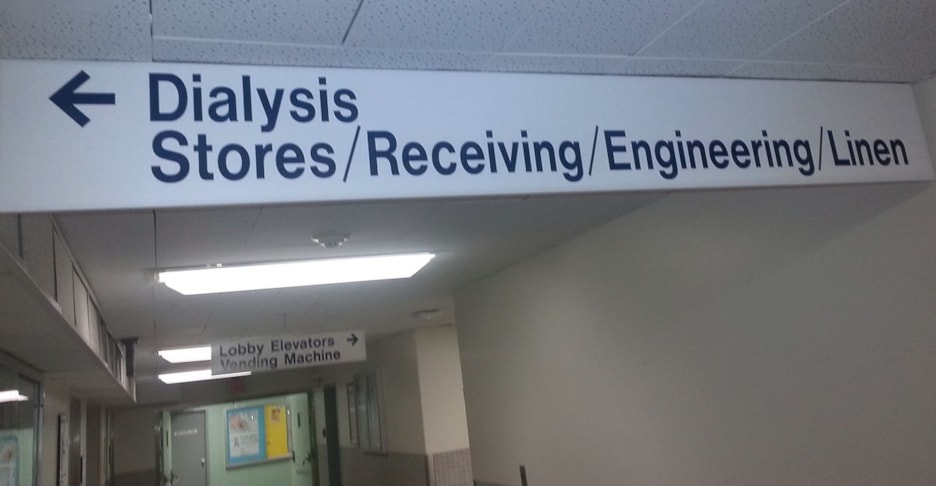 ← Dialysis
Stores/Receiving/Engineering/Linen
Lobby Elevators →
Vending Machine